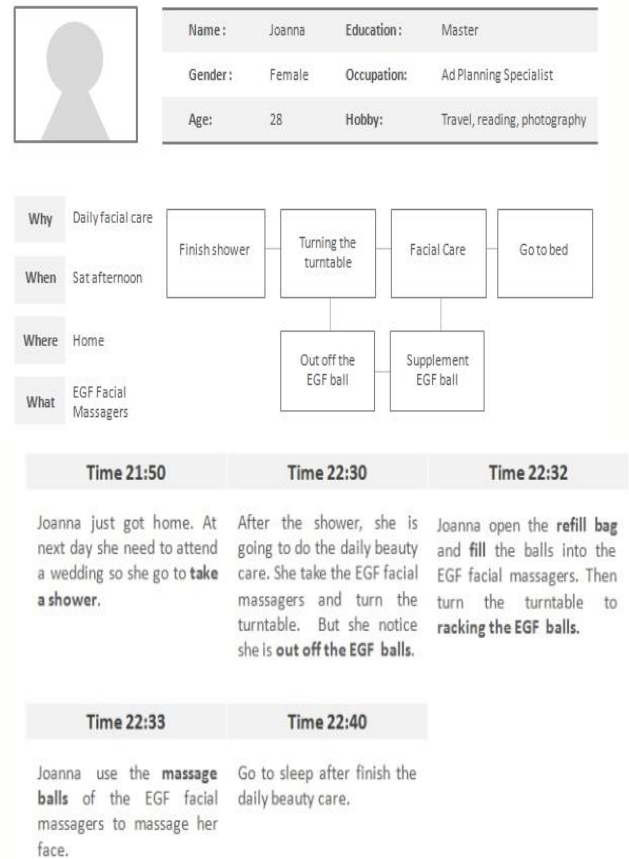 Name: Joanna Education: Master
Gender: Female Occupation: Ad Planning Specialist
Age: 28 Hobby: Travel, reading, photography
Why Daily facial care
When Sat afternoon
Where Home
What EGF Facial
Massagers
Finish shower
Turning the
turntable
Facial Care
Go to bed
Out off the
EGF ball
Supplement
EGF ball
Time 21:50
Joanna just got home. At
next day she need to attend
a wedding so she go to take
a shower.
Time 22:30
After the shower, she is
going to do the daily beauty
care. She take the EGF facial
massagers and turn the
turntable. But she notice
she is out off the EGF balls.
Time 22:32
Joanna open the refill bag
and fill the balls into the
EGF facial massagers. Then
turn the turntable to
racking the EGF balls.
Time 22:33
Joanna use the massage
balls of the EGF facial
massagers to massage her
face.
Time 22:40
Go to sleep after finish the
daily beauty care.